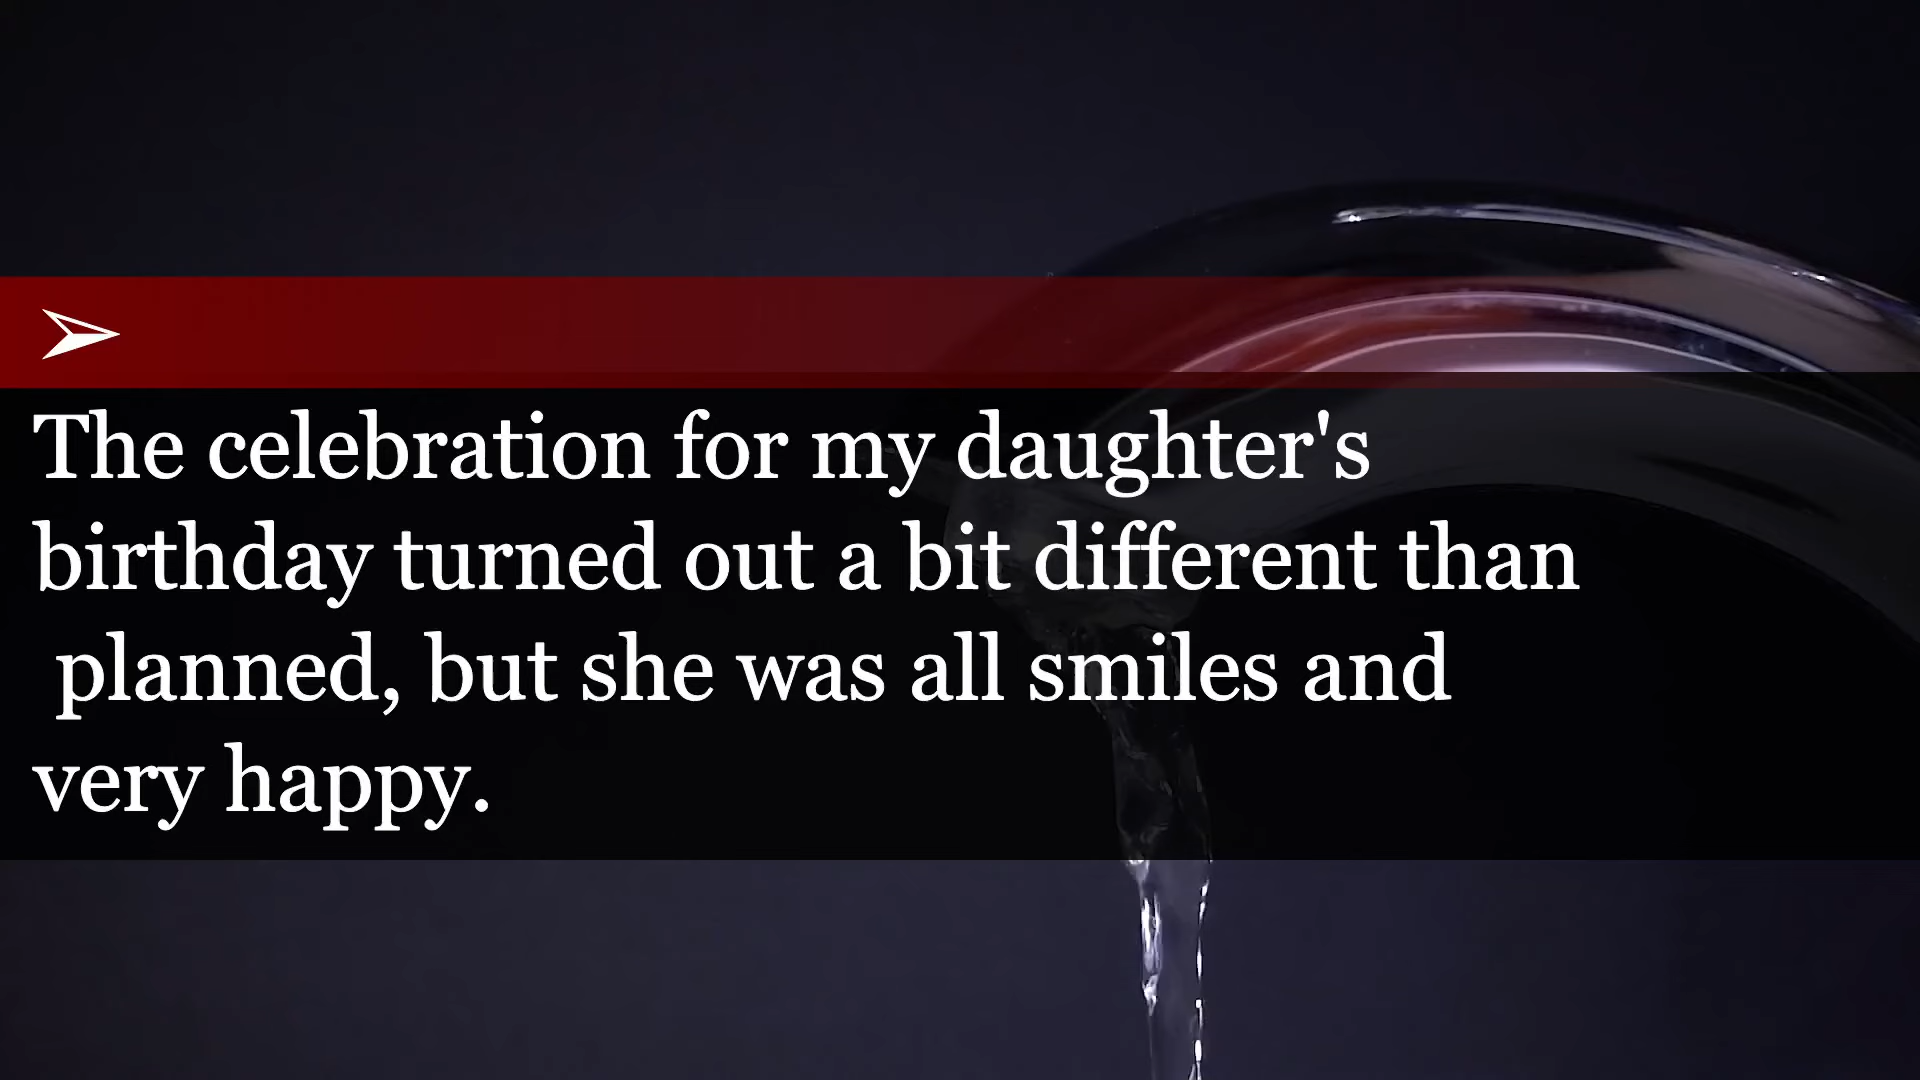 The celebration for my daughter's
birthday turned out a bit different than
planned, but she was all smiles and
very happy.